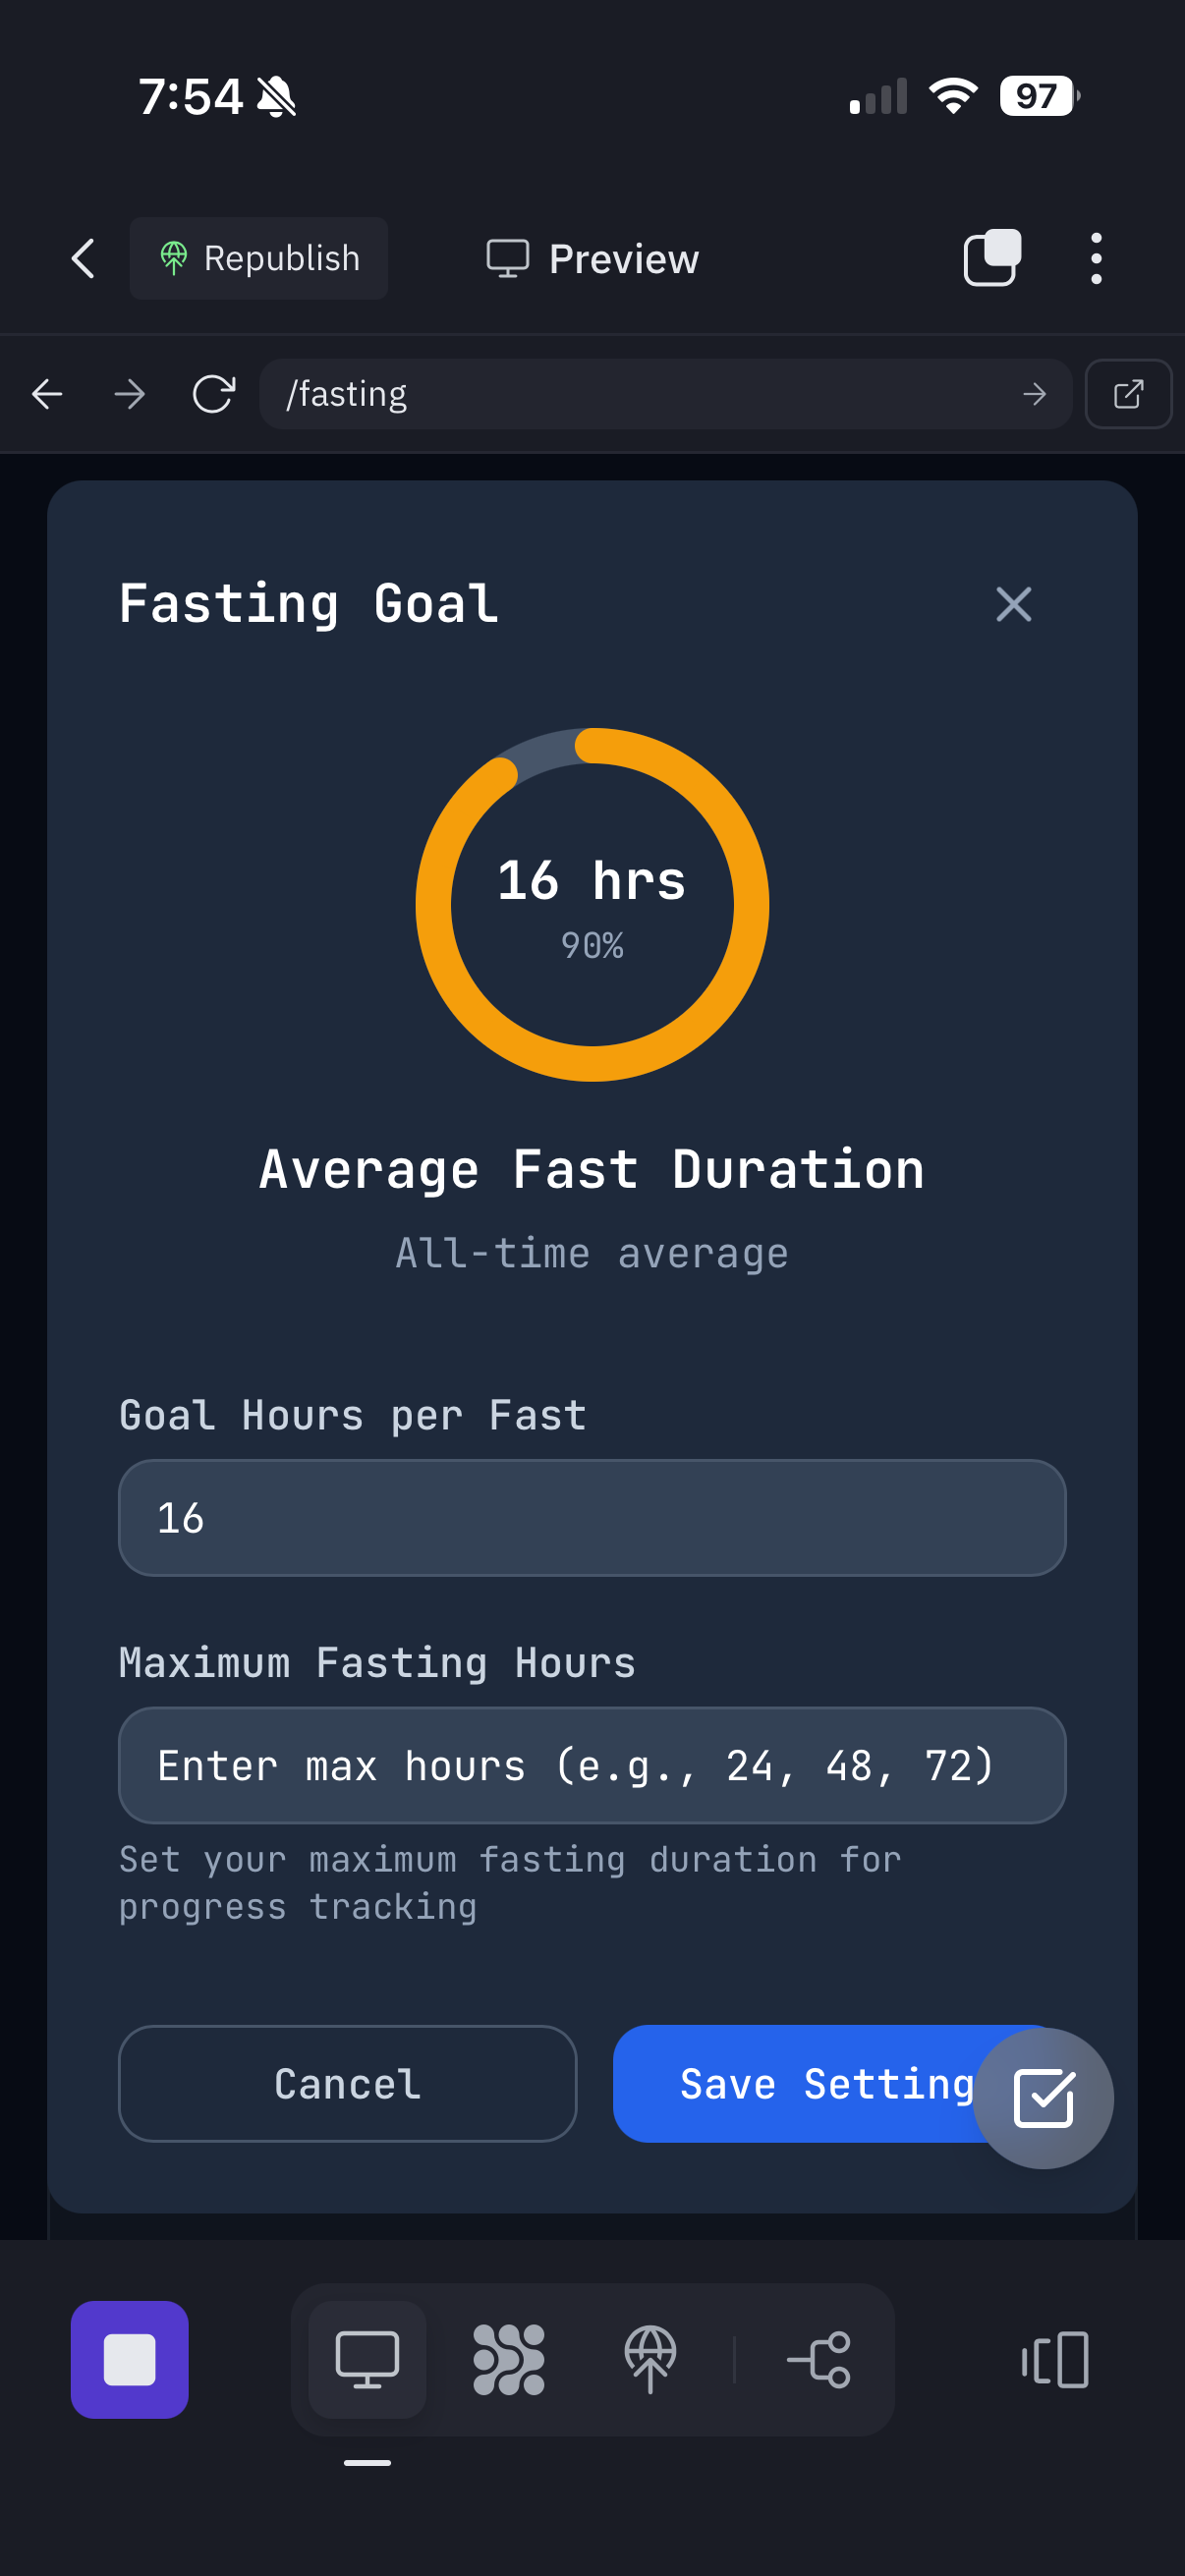 7:54
97
Republish
Preview
/fasting
Fasting Goal
16 hrs
90%
Average Fast Duration
All-time average
Goal Hours per Fast
16
Maximum Fasting Hours
Enter max hours (e.g., 24, 48, 72)
Set your maximum fasting duration for
progress tracking
Cancel
Save Setting